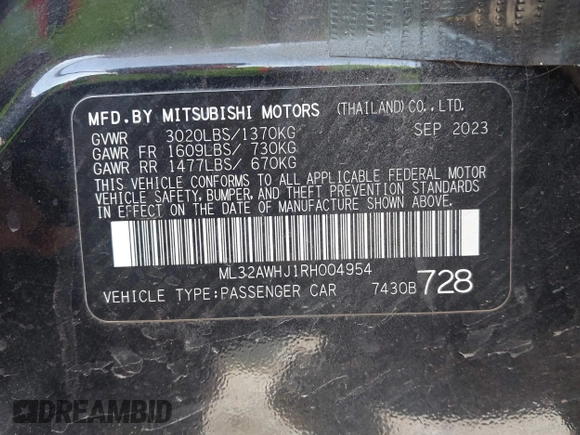 MFD.BY MITSUBISHI MOTORS (THAILAND)CO.,LTD.
GVWR 3020LBS/1370KG SEP 2023
GAWR FR 1609LBS/ 730KG
GAWR RR 1477LBS/ 670KG
THIS VEHICLE CONFORMS TO ALL APPLICABLE FEDERAL MOTOR
VEHICLE SAFETY, BUMPER, AND THEFT PREVENTION STANDARDS
IN EFFECT ON THE DATE OF MANUFACTURE SHOWN ABOVE.
ML32AWHJ1RH004954
VEHICLE TYPE:PASSENGER CAR 7430B 728
DREAMBID